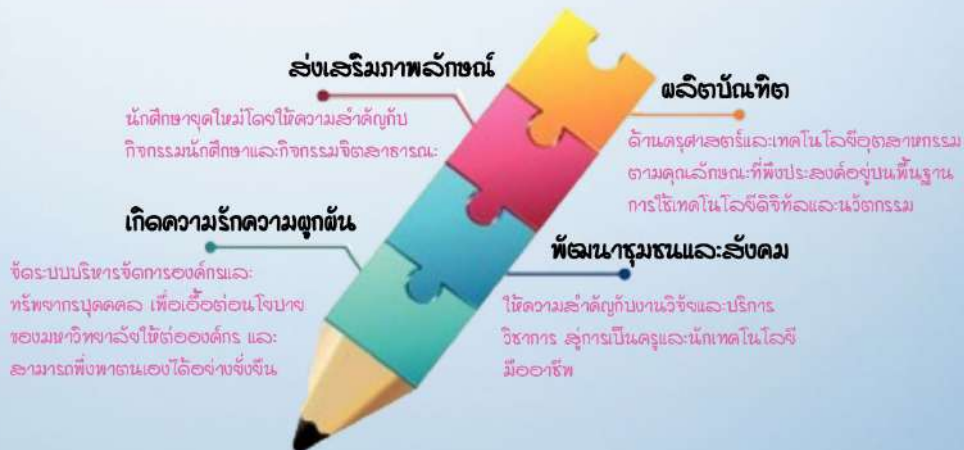 ส่งเสริมภาพลักษณ์
นักศึกษายุคใหม่โดยให้ความสำคัญกับ
กิจกรรมนักศึกษาและกิจกรรมจิตสาธารณะ
ผลิตบัณฑิต
ด้านครุศาสตร์และเทคโนโลยีอุตสาหกรรม
ตามคุณลักษณะที่พึงประสงค์อยู่บนพื้นฐาน
การใช้เทคโนโลยีดิจิทัลและนวัตกรรม
เกิดความรักความผูกผัน
จัดระบบบริหารจัดการองค์กรและ
ทรัพยากรบุคคคล เพื่อเอื้อต่อนโยบาย
ของมหาวิทยาลัยให้ต่อองค์กร และ
สามารถพึ่งพาตนเองได้อย่างยั่งยืน
พัฒนาชุมชนและสังคม
ให้ความสำคัญกับงานวิจัยและบริการ
วิชาการ สู่การเป็นครูและนักเทคโนโลยี
มืออาชีพ